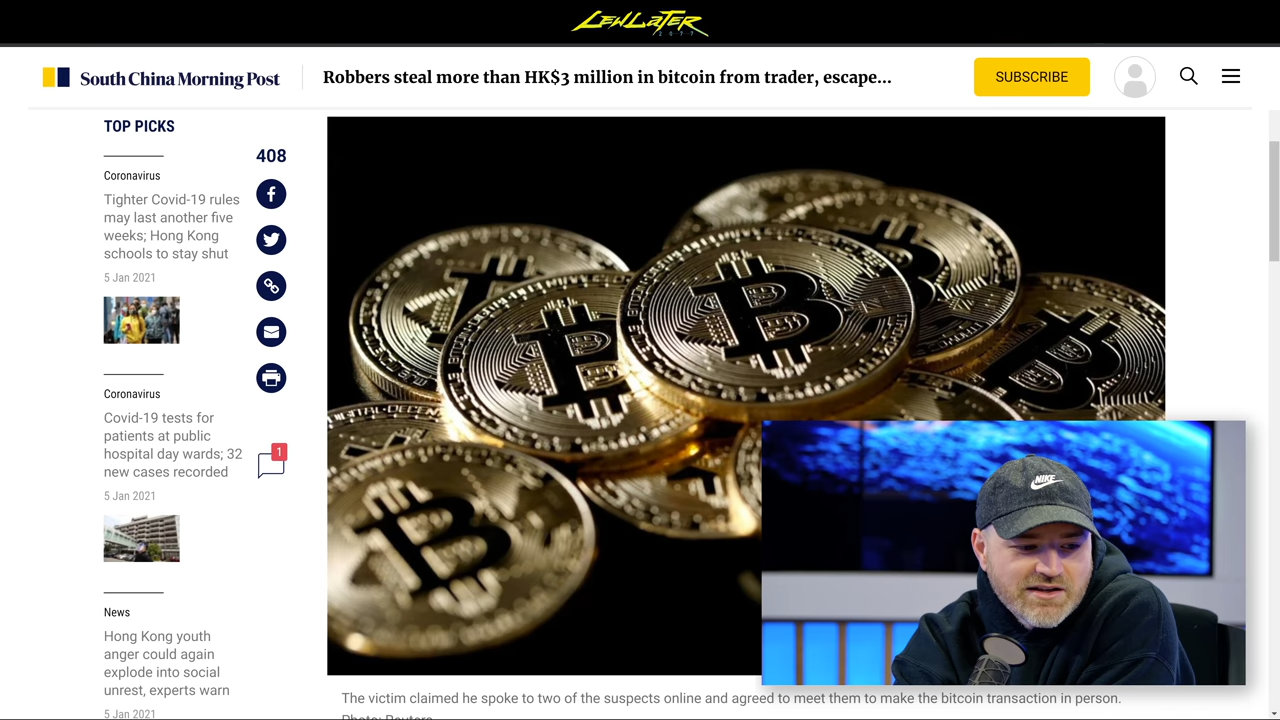 LEWLATER
2077
South China Morning Post
Robbers steal more than HK$3 million in bitcoin from trader, escape...
SUBSCRIBE
TOP PICKS
408
Coronavirus
Tighter Covid-19 rules
may last another five
weeks; Hong Kong
schools to stay shut
5 Jan 2021
Coronavirus
Covid-19 tests for
patients at public
hospital day wards; 32
new cases recorded
5 Jan 2021
1
News
Hong Kong youth
anger could again
explode into social
unrest, experts warn
5 Jan 2021
NIKE
The victim claimed he spoke to two of the suspects online and agreed to meet them to make the bitcoin transaction in person.
Photo: Reuters